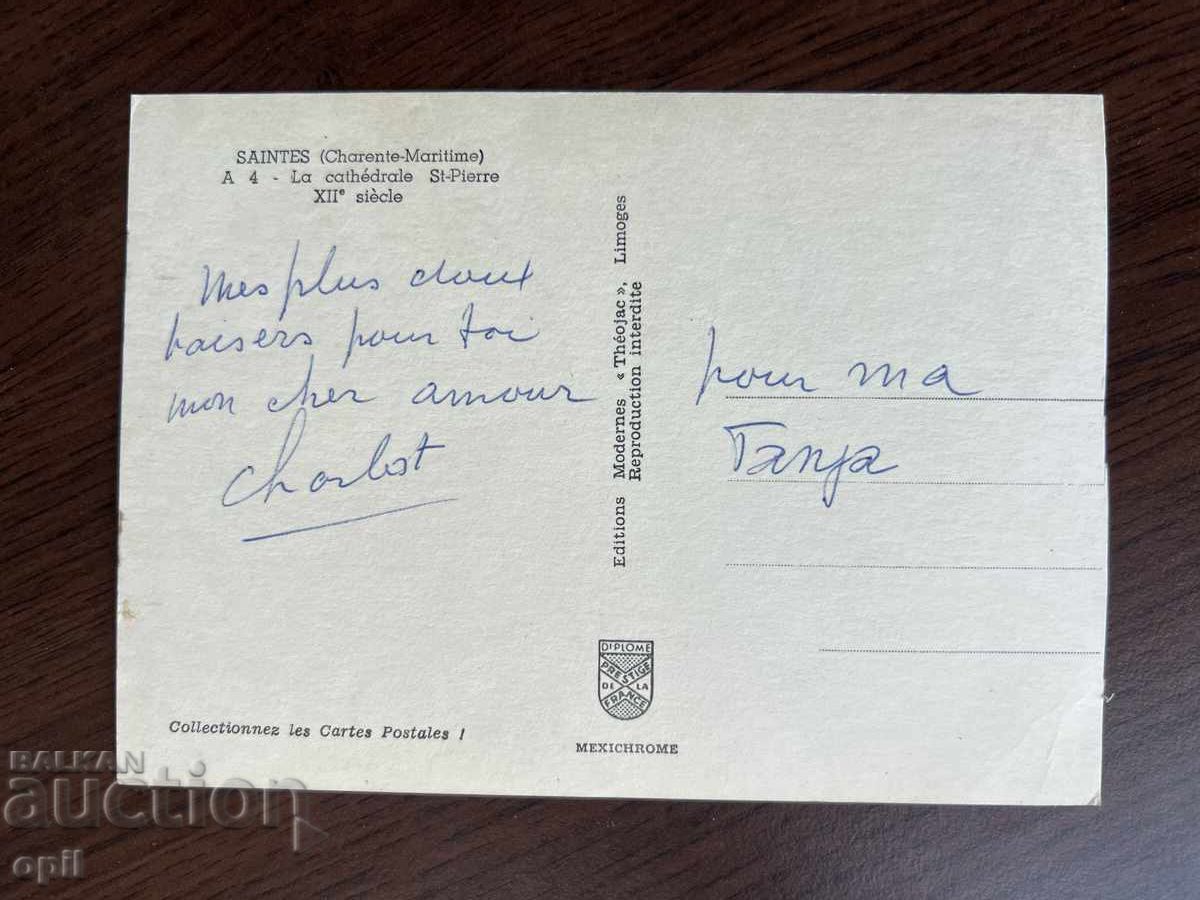 SAINTES (Charente-Maritime)
A 4 - La cathédrale St-Pierre
XIIe siècle
Mes plus doux
baisers pour toi
mon cher amour
Charlot
Editions Modernes « Théojac », Limoges
Reproduction interdite
pour ma
Tanja
DIPLOME
PRESTIGE
DE LA
FRANCE
MEXICHROME
Collectionnez les Cartes Postales !
BALKAN
auction
opil